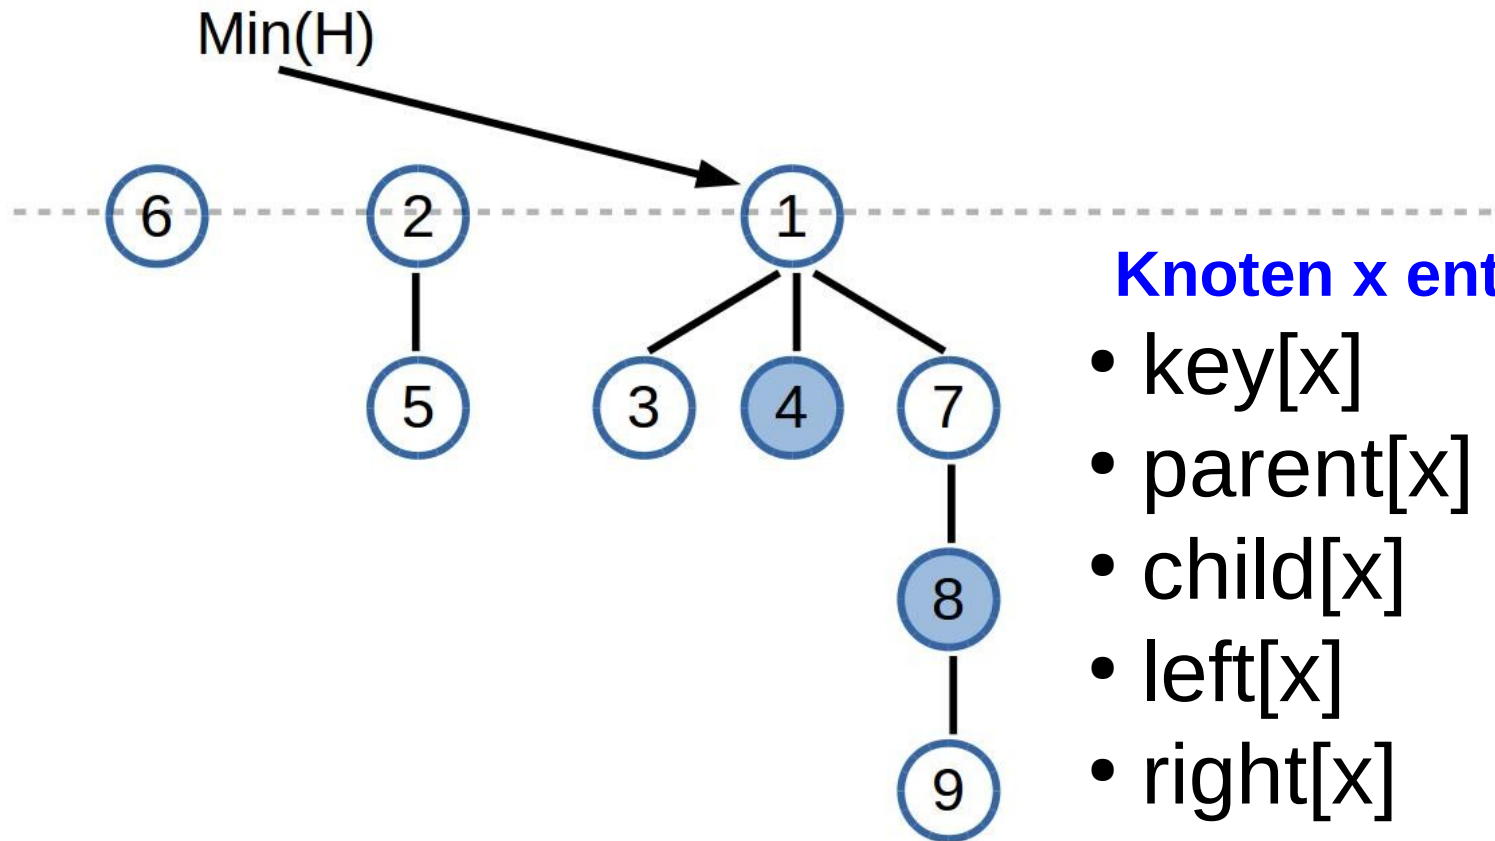 Min(H)
6 2 1
Knoten x ent
5 3 4 7
• key[x]
• parent[x]
8
• child[x]
• left[x]
9
• right[x]